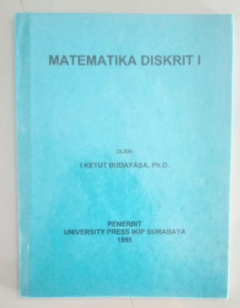 MATEMATIKA DISKRIT I
OLEH:
I KETUT BUDAYASA, Ph.D.
PENERBIT
UNIVERSITY PRESS IKIP SURABAYA
1995